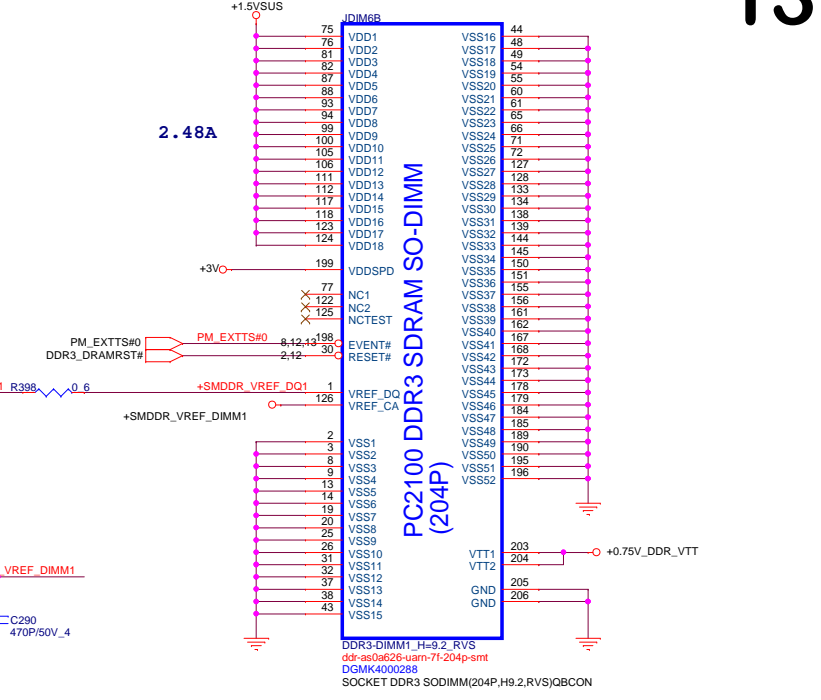 13
+1.5VSUS
JDIM6B
2.48A
75 VDD1
76 VDD2
81 VDD3
82 VDD4
87 VDD5
88 VDD6
93 VDD7
94 VDD8
99 VDD9
100 VDD10
105 VDD11
106 VDD12
111 VDD13
112 VDD14
117 VDD15
118 VDD16
123 VDD17
124 VDD18
+3V 199 VDDSPD
77 NC1
122 NC2
125 NCTEST
PM_EXTTS#0 PM_EXTTS#0 8,12,13 198 EVENT#
DDR3_DRAMRST# 2,12 30 RESET#
1 R398 0_6 +SMDDR_VREF_DQ1 1 VREF_DQ
126 VREF_CA
+SMDDR_VREF_DIMM1
2 VSS1
3 VSS2
8 VSS3
9 VSS4
13 VSS5
14 VSS6
19 VSS7
20 VSS8
25 VSS9
26 VSS10
31 VSS11
32 VSS12
37 VSS13
38 VSS14
43 VSS15
_VREF_DIMM1
C290
470P/50V_4
PC2100 DDR3 SDRAM SO-DIMM
(204P)
VSS16 44
VSS17 48
VSS18 49
VSS19 54
VSS20 55
VSS21 60
VSS22 61
VSS23 65
VSS24 66
VSS25 71
VSS26 72
VSS27 127
VSS28 128
VSS29 133
VSS30 134
VSS31 138
VSS32 139
VSS33 144
VSS34 145
VSS35 150
VSS36 151
VSS37 155
VSS38 156
VSS39 161
VSS40 162
VSS41 167
VSS42 168
VSS43 172
VSS44 173
VSS45 178
VSS46 179
VSS47 184
VSS48 185
VSS49 189
VSS50 190
VSS51 195
VSS52 196
VTT1 203
VTT2 204
+0.75V_DDR_VTT
GND 205
GND 206
DDR3-DIMM1_H=9.2_RVS
ddr-as0a626-uarn-7f-204p-smt
DGMK4000288
SOCKET DDR3 SODIMM(204P,H9.2,RVS)QBCON